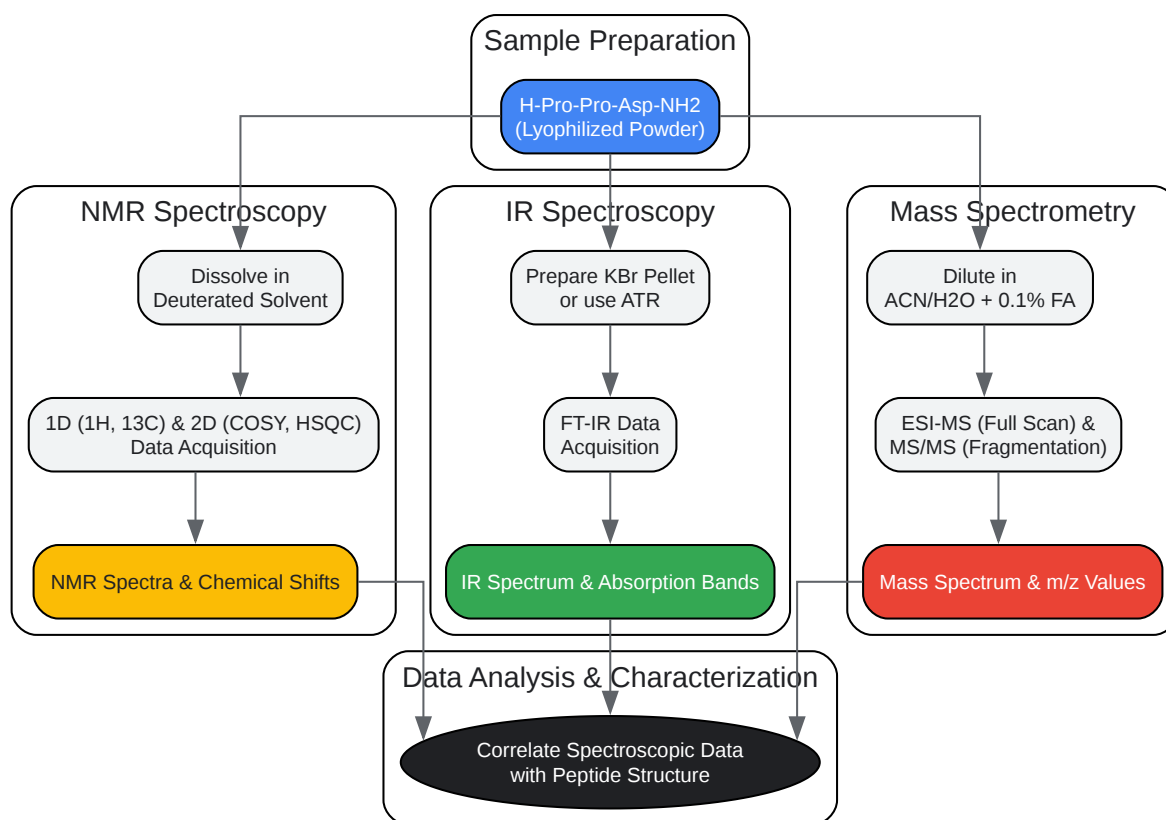 Sample Preparation
H-Pro-Pro-Asp-NH2
(Lyophilized Powder)
NMR Spectroscopy
Dissolve in
Deuterated Solvent
1D (1H, 13C) & 2D (COSY, HSQC)
Data Acquisition
NMR Spectra & Chemical Shifts
IR Spectroscopy
Prepare KBr Pellet
or use ATR
FT-IR Data
Acquisition
IR Spectrum & Absorption Bands
Mass Spectrometry
Dilute in
ACN/H2O + 0.1% FA
ESI-MS (Full Scan) &
MS/MS (Fragmentation)
Mass Spectrum & m/z Values
Data Analysis & Characterization
Correlate Spectroscopic Data
with Peptide Structure